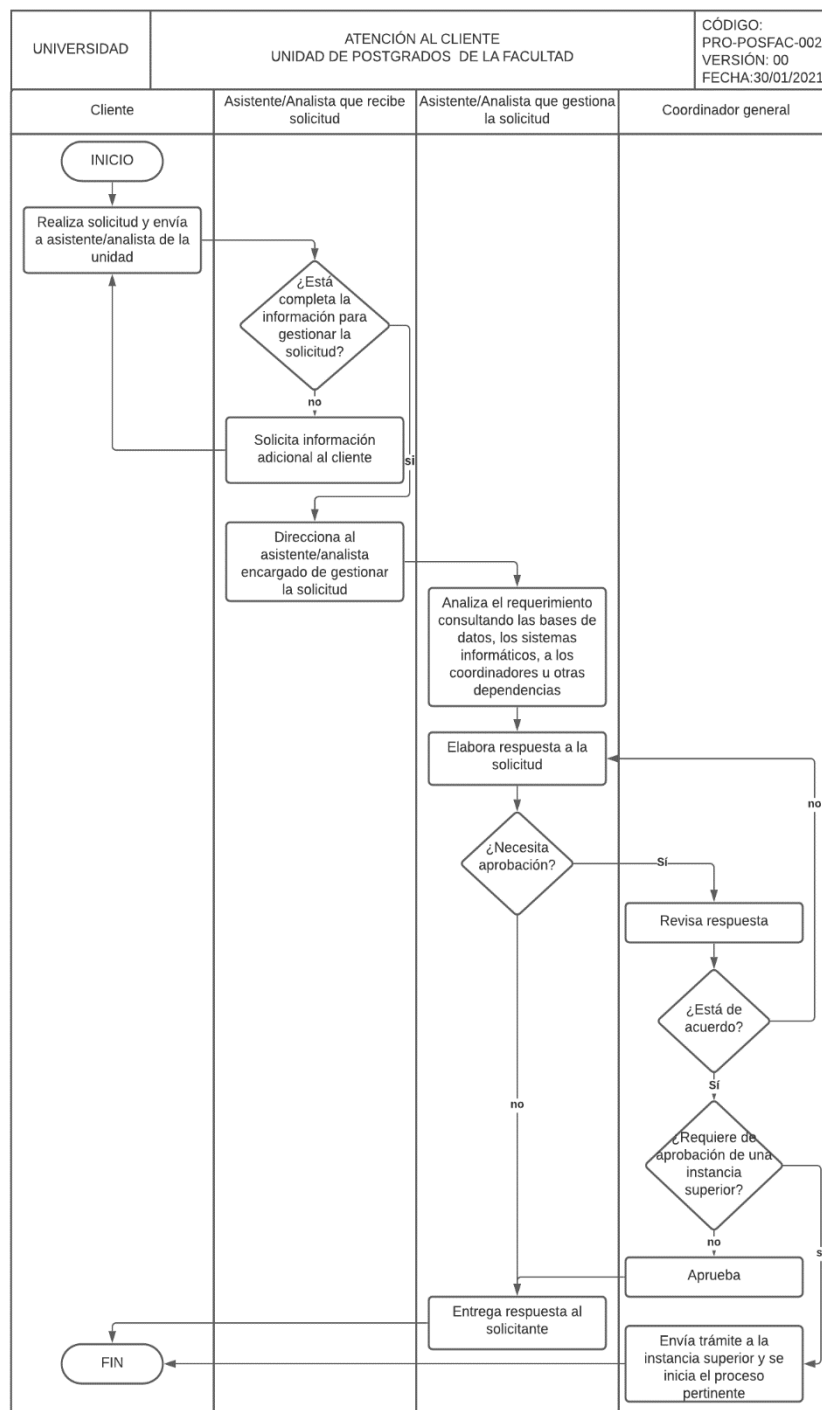 UNIVERSIDAD
ATENCIÓN AL CLIENTE
UNIDAD DE POSTGRADOS DE LA FACULTAD
CÓDIGO:
PRO-POSFAC-002
VERSIÓN: 00
FECHA:30/01/2021
Cliente
Asistente/Analista que recibe
solicitud
Asistente/Analista que gestiona
la solicitud
Coordinador general
INICIO
Realiza solicitud y envía
a asistente/analista de la
unidad
¿Está
completa la
información para
gestionar la
solicitud?
no
Solicita información
adicional al cliente
si
Direcciona al
asistente/analista
encargado de gestionar
la solicitud
Analiza el requerimiento
consultando las bases de
datos, los sistemas
informáticos, a los
coordinadores u otras
dependencias
Elabora respuesta a la
solicitud
no
¿Necesita
aprobación?
Sí
Revisa respuesta
¿Está de
acuerdo?
Sí
no
¿Requiere de
aprobación de una
instancia
superior?
no
s
Aprueba
Entrega respuesta al
solicitante
Envía trámite a la
instancia superior y se
inicia el proceso
pertinente
FIN